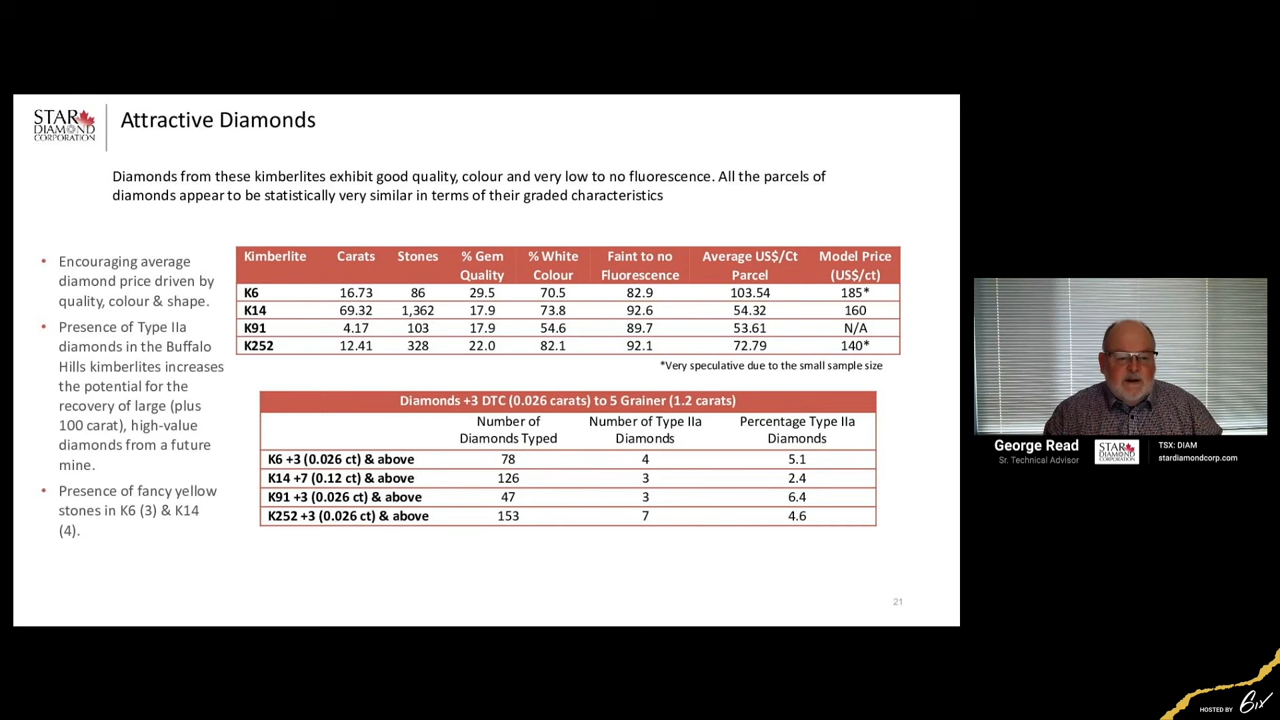 STAR
DIAMOND
CORPORATION
Attractive Diamonds
Diamonds from these kimberlites exhibit good quality, colour and very low to no fluorescence. All the parcels of
diamonds appear to be statistically very similar in terms of their graded characteristics
• Encouraging average
diamond price driven by
quality, colour & shape.
• Presence of Type IIa
diamonds in the Buffalo
Hills kimberlites increases
the potential for the
recovery of large (plus
100 carat), high-value
diamonds from a future
mine.
• Presence of fancy yellow
stones in K6 (3) & K14
(4).
Kimberlite Carats Stones % Gem % White Faint to no Average US$/Ct Model Price
Quality Colour Fluorescence Parcel (US$/ct)
K6 16.73 86 29.5 70.5 82.9 103.54 185*
K14 69.32 1,362 17.9 73.8 92.6 54.32 160
K91 4.17 103 17.9 54.6 89.7 53.61 N/A
K252 12.41 328 22.0 82.1 92.1 72.79 140*
*Very speculative due to the small sample size
Diamonds +3 DTC (0.026 carats) to 5 Grainer (1.2 carats)
Number of Number of Type IIa Percentage Type IIa
Diamonds Typed Diamonds Diamonds
K6 +3 (0.026 ct) & above 78 4 5.1
K14 +7 (0.12 ct) & above 126 3 2.4
K91 +3 (0.026 ct) & above 47 3 6.4
K252 +3 (0.026 ct) & above 153 7 4.6
21
George Read
Sr. Technical Advisor
STAR
DIAMOND
CORPORATION
TSX: DIAM
stardiamondcorp.com
HOSTED BY 6ix